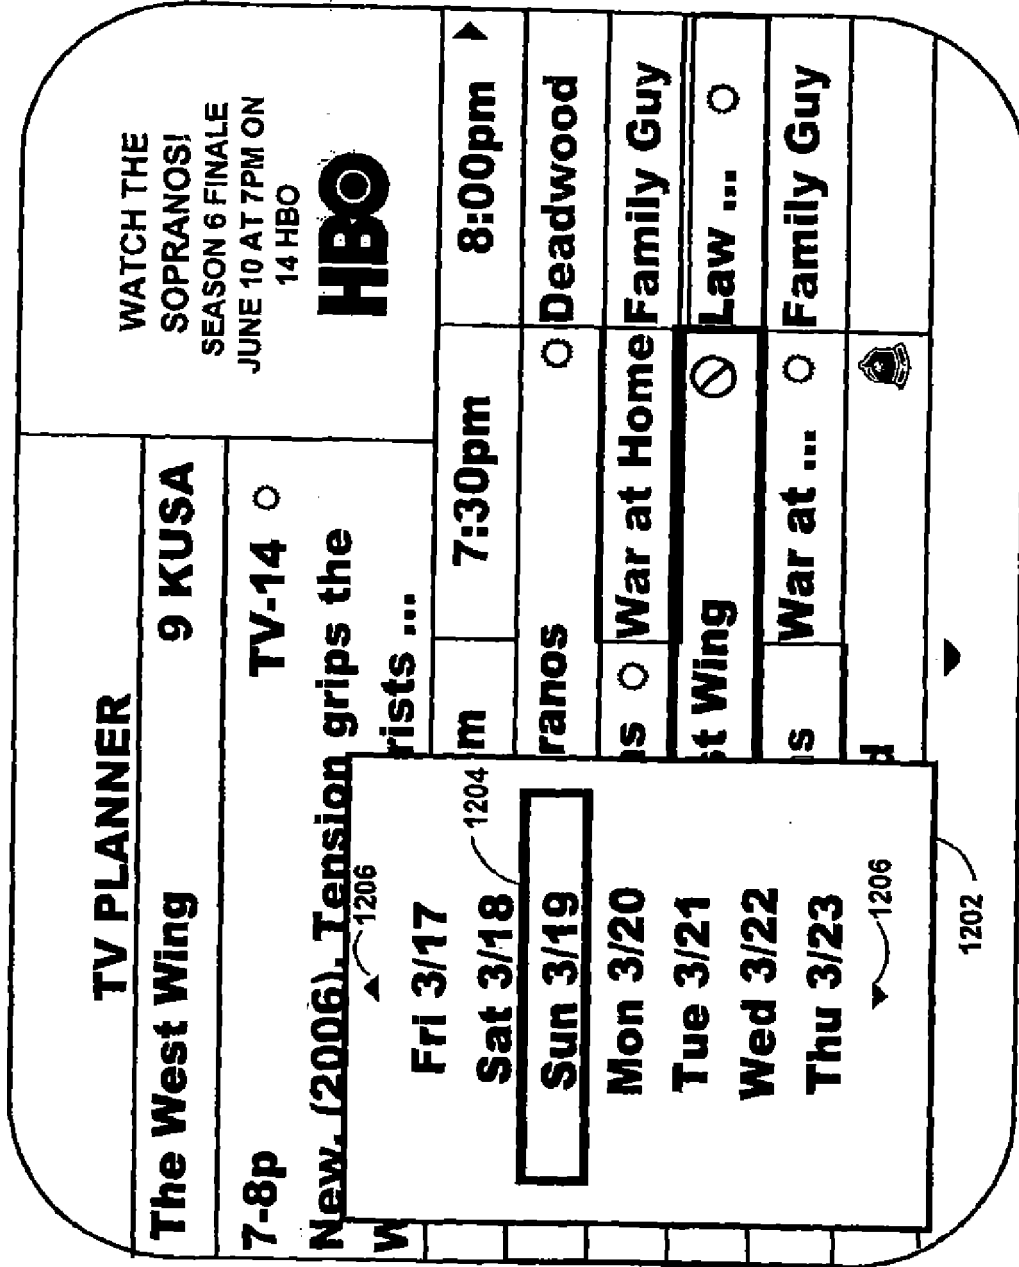 TV PLANNER
The West Wing 9 KUSA
7-8p TV-14
New. (2006). Tension grips the
W rists ...
WATCH THE
SOPRANOS!
SEASON 6 FINALE
JUNE 10 AT 7PM ON
14 HBO
HBO
m 7:30pm 8:00pm
ranos Deadwood
ns War at Home Family Guy
st Wing Law ...
s War at ... Family Guy
d
1206
Fri 3/17
Sat 3/18
1204
Sun 3/19
Mon 3/20
Tue 3/21
Wed 3/22
Thu 3/23
1206
1202